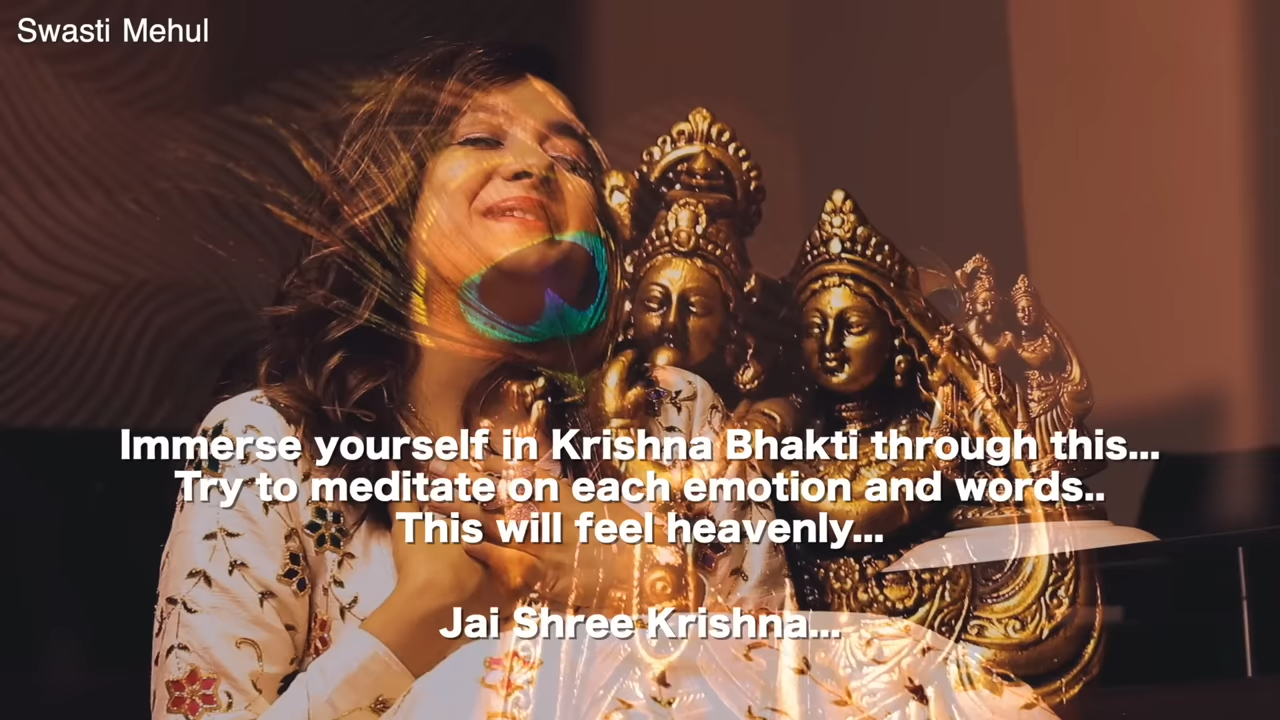 Swasti Mehul
Immerse yourself in Krishna Bhakti through this...
Try to meditate on each emotion and words..
This will feel heavenly...
Jai Shree Krishna...